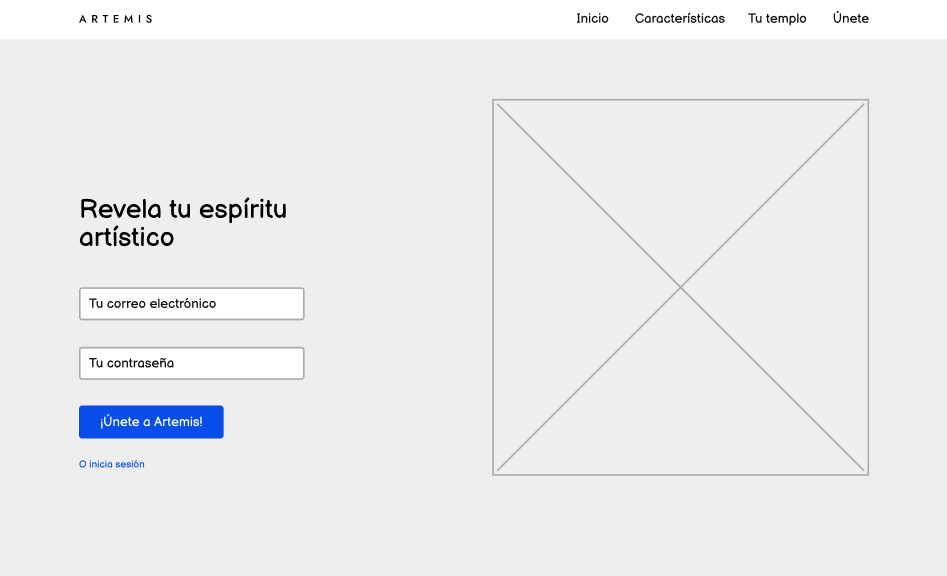 ARTEMIS
Inicio Características Tu templo Únete
Revela tu espíritu
artístico
Tu correo electrónico
Tu contraseña
¡Únete a Artemis!
O inicia sesión